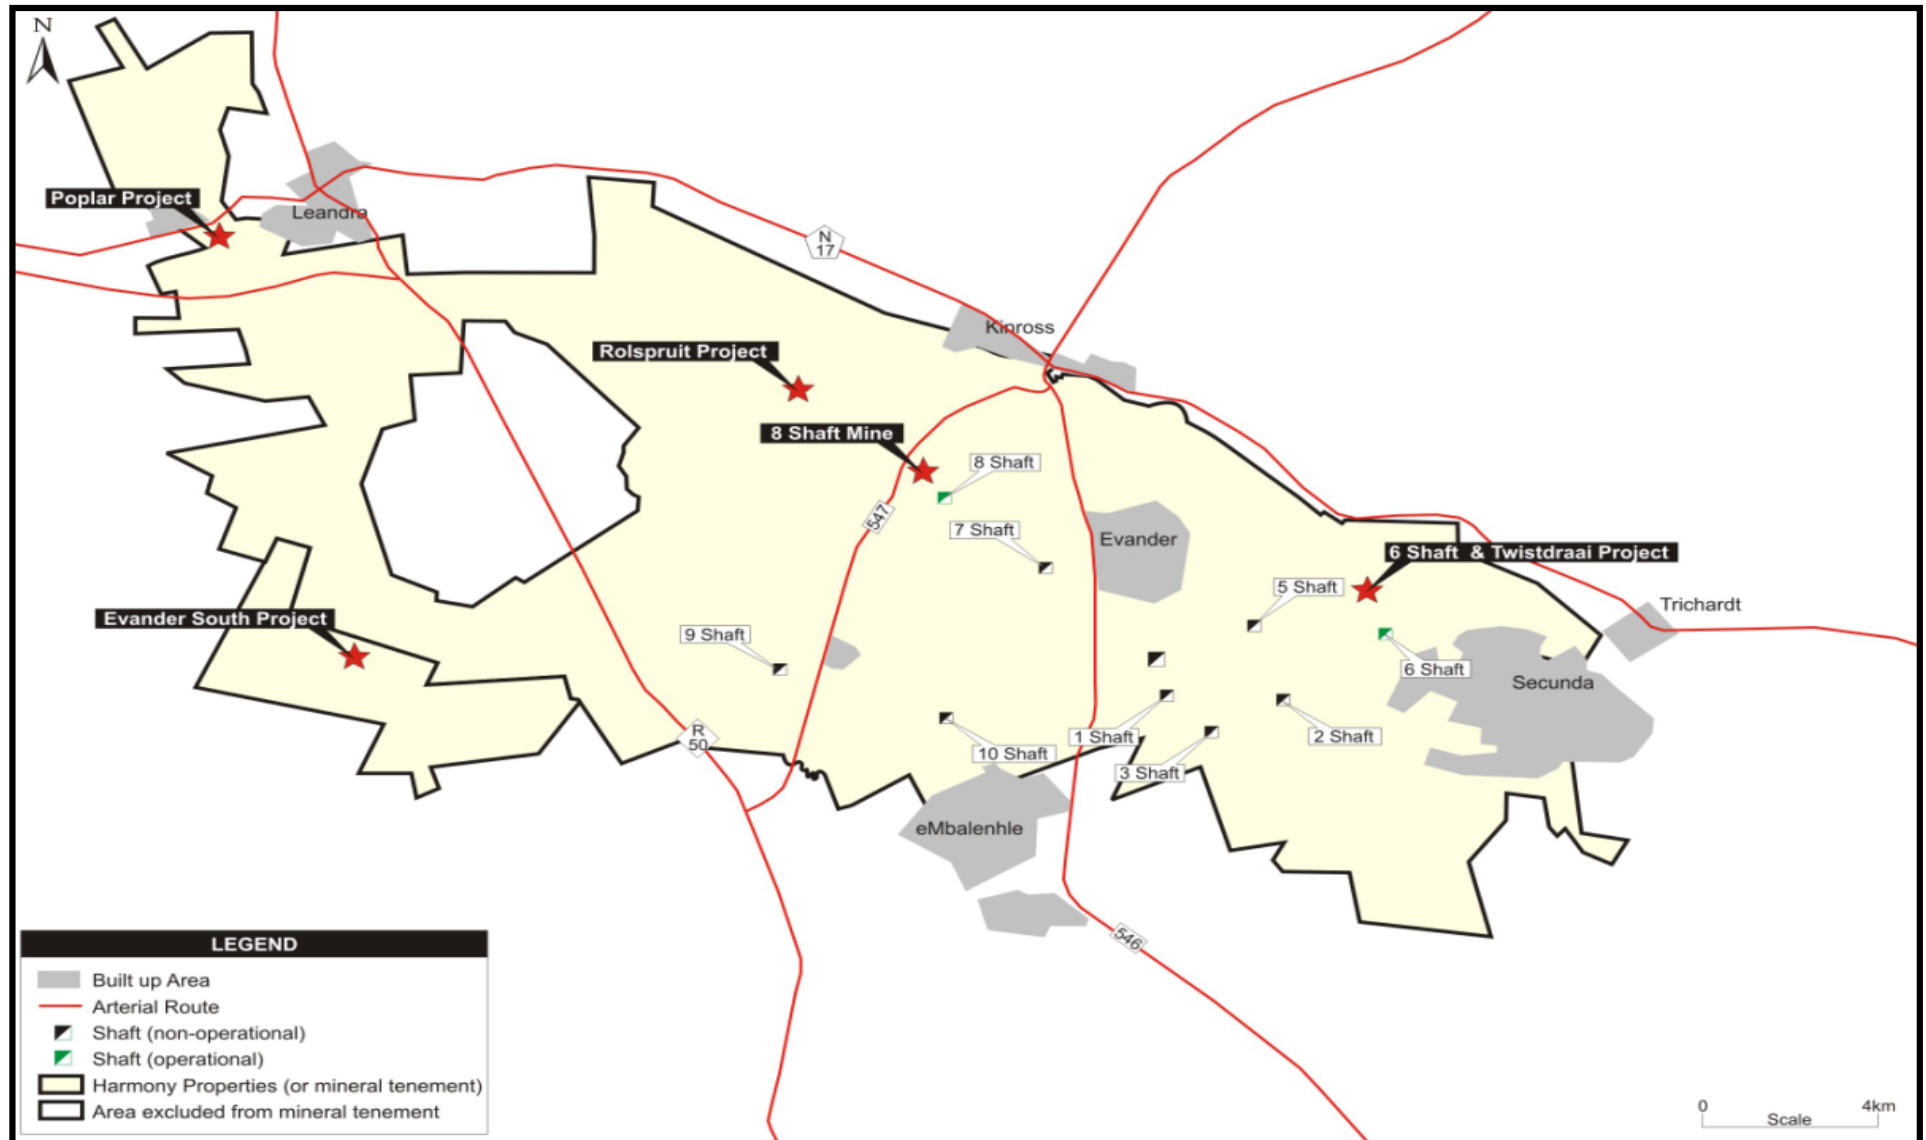 N
Poplar Project
Leandra
N
17
Kinross
Rolspruit Project
8 Shaft Mine
8 Shaft
547
7 Shaft
Evander
6 Shaft & Twistdraai Project
5 Shaft
Trichardt
Evander South Project
9 Shaft
6 Shaft
Secunda
R
50
10 Shaft
1 Shaft
2 Shaft
3 Shaft
eMbalenhle
546
LEGEND
Built up Area
Arterial Route
Shaft (non-operational)
Shaft (operational)
Harmony Properties (or mineral tenement)
Area excluded from mineral tenement
0
4km
Scale